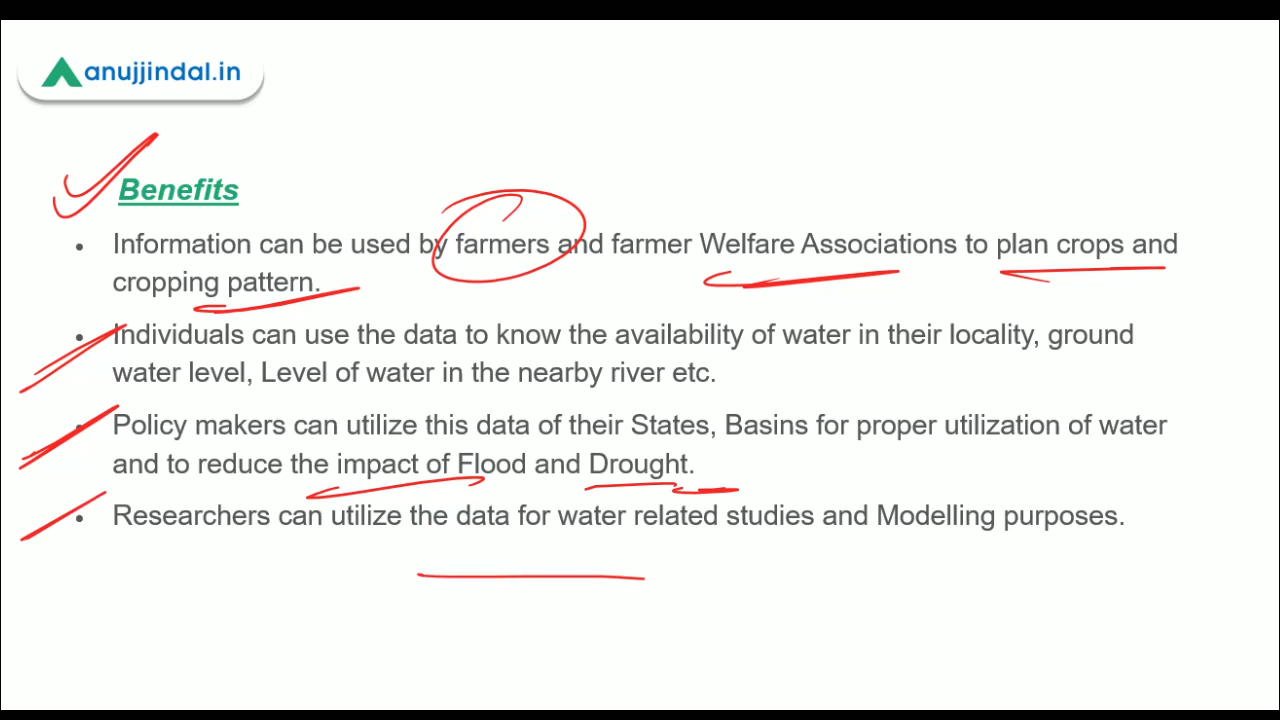 anujjindal.in
Benefits
• Information can be used by farmers and farmer Welfare Associations to plan crops and
cropping pattern.
• Individuals can use the data to know the availability of water in their locality, ground
water level, Level of water in the nearby river etc.
• Policy makers can utilize this data of their States, Basins for proper utilization of water
and to reduce the impact of Flood and Drought.
• Researchers can utilize the data for water related studies and Modelling purposes.